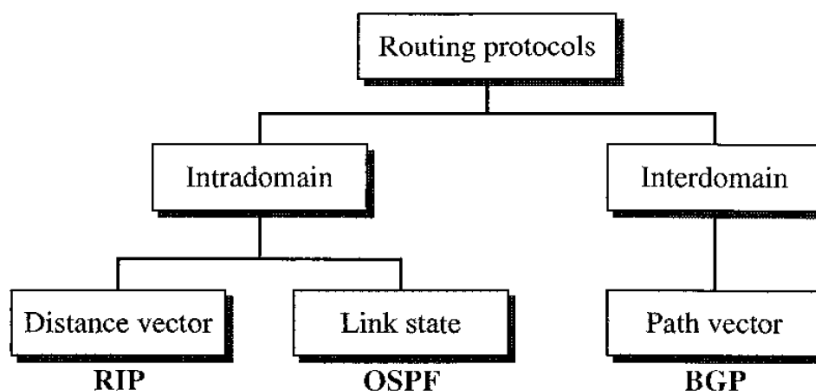 Routing protocols
Intradomain
Interdomain
Distance vector
Link state
Path vector
RIP
OSPF
BGP